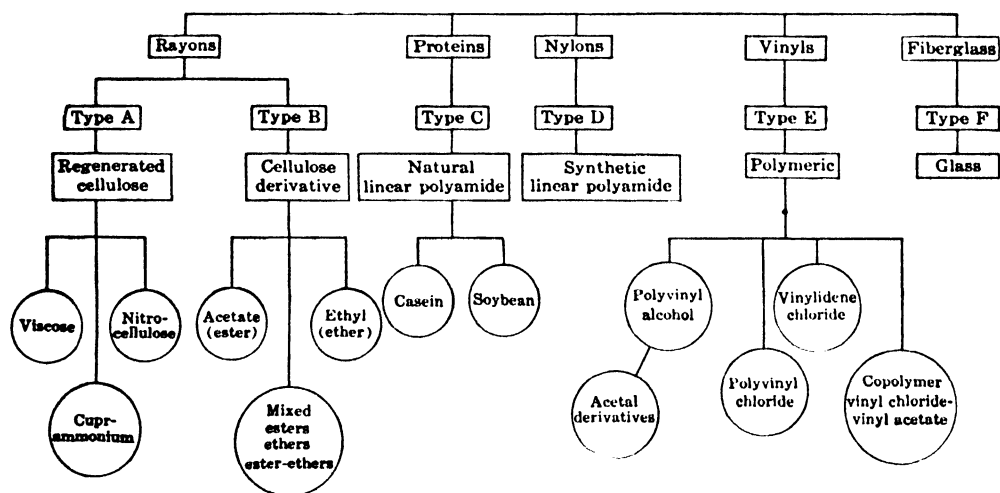 Rayons
Proteins
Nylons
Vinyls
Fiberglass
Type A
Type B
Type C
Type D
Type E
Type F
Regenerated
cellulose
Cellulose
derivative
Natural
linear polyamide
Synthetic
linear polyamide
Polymeric
Glass
Viscose
Nitro-
cellulose
Cupr-
ammonium
Acetate
(ester)
Ethyl
(ether)
Mixed
esters
ethers
ester-ethers
Casein
Soybean
Polyvinyl
alcohol
Acetal
derivatives
Polyvinyl
chloride
Vinylidene
chloride
Copolymer
vinyl chloride-
vinyl acetate